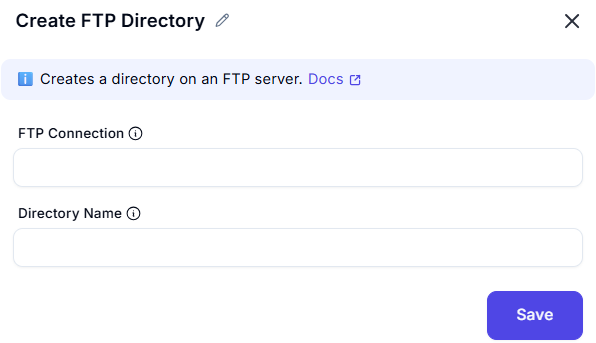 Create FTP Directory
Creates a directory on an FTP server. Docs
FTP Connection
Directory Name
Save